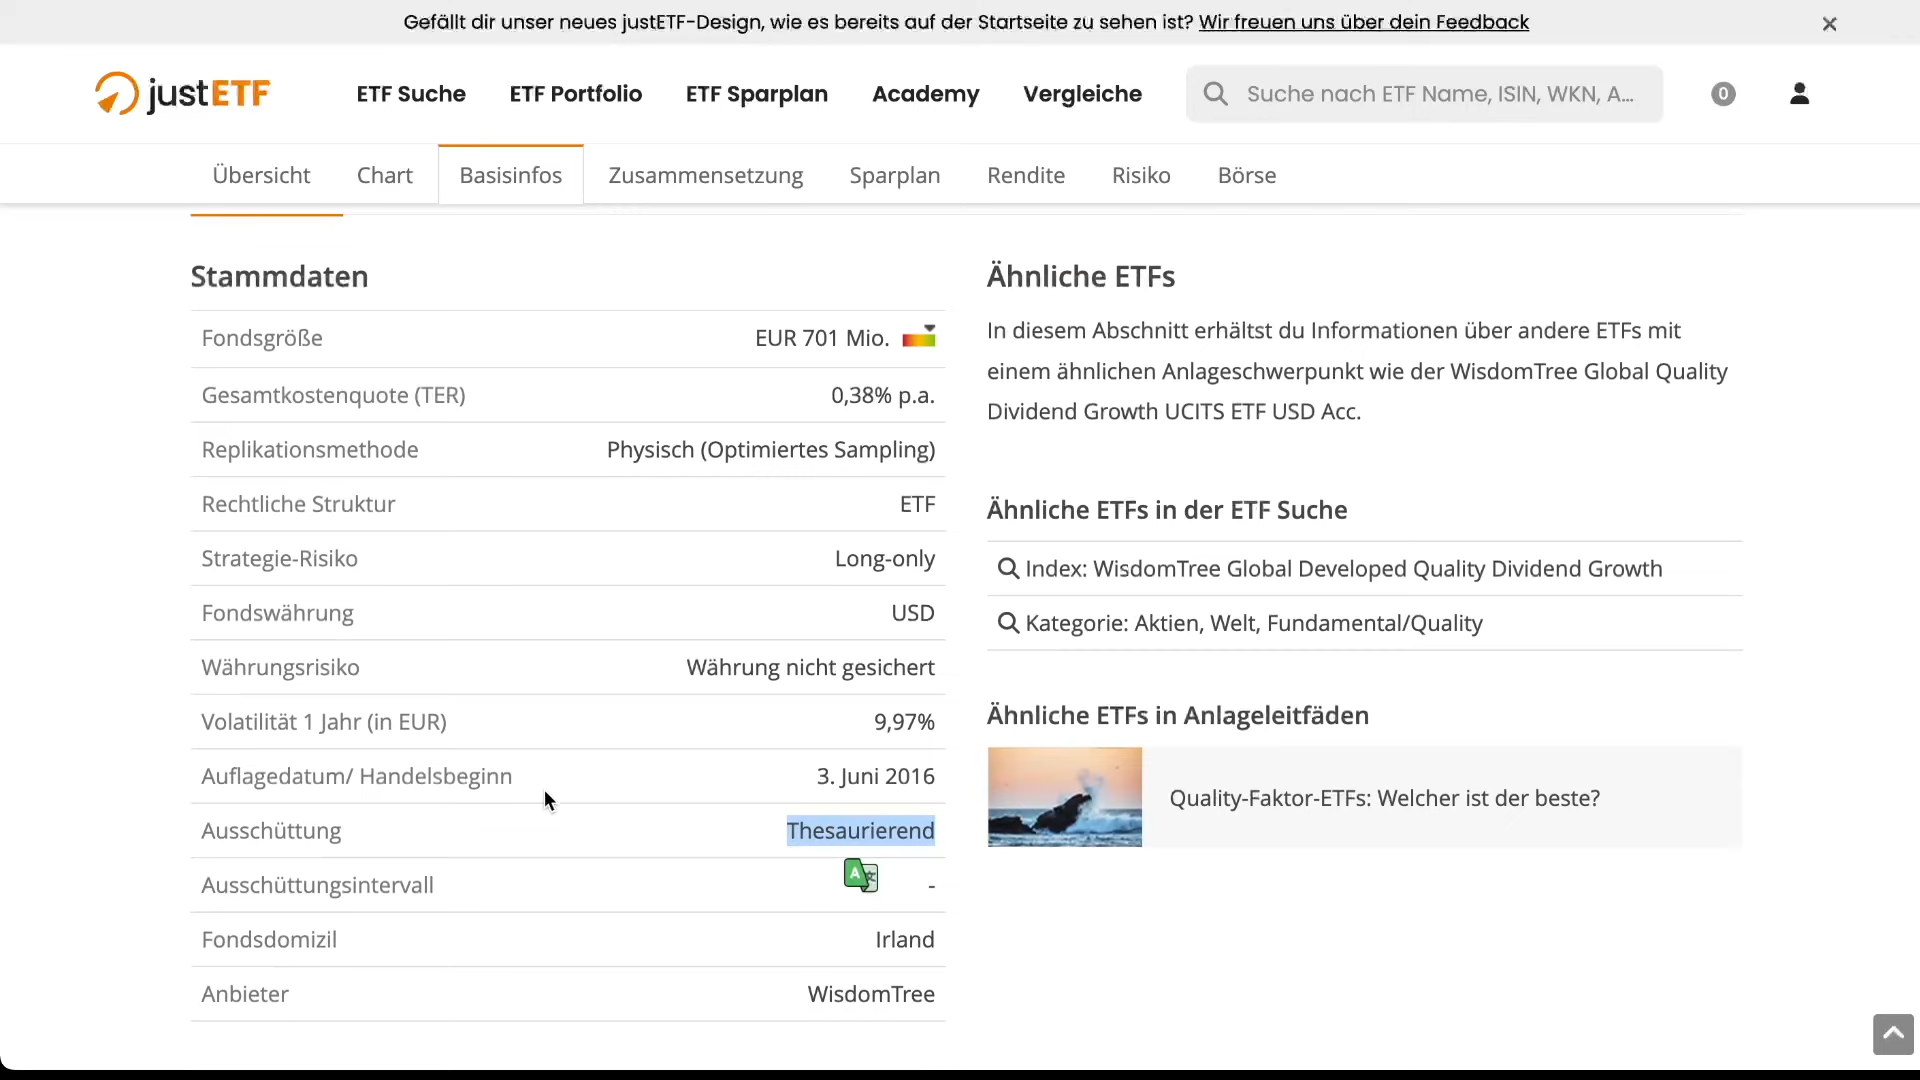 Gefällt dir unser neues justETF-Design, wie es bereits auf der Startseite zu sehen ist? Wir freuen uns über dein Feedback
justETF
ETF Suche
ETF Portfolio
ETF Sparplan
Academy
Vergleiche
Suche nach ETF Name, ISIN, WKN, A...
0
Übersicht
Chart
Basisinfos
Zusammensetzung
Sparplan
Rendite
Risiko
Börse
Stammdaten
Fondsgröße EUR 701 Mio.
Gesamtkostenquote (TER) 0,38% p.a.
Replikationsmethode Physisch (Optimiertes Sampling)
Rechtliche Struktur ETF
Strategie-Risiko Long-only
Fondswährung USD
Währungsrisiko Währung nicht gesichert
Volatilität 1 Jahr (in EUR) 9,97%
Auflagedatum/ Handelsbeginn 3. Juni 2016
Ausschüttung Thesaurierend
Ausschüttungsintervall -
Fondsdomizil Irland
Anbieter WisdomTree
Ähnliche ETFs
In diesem Abschnitt erhältst du Informationen über andere ETFs mit
einem ähnlichen Anlageschwerpunkt wie der WisdomTree Global Quality
Dividend Growth UCITS ETF USD Acc.
Ähnliche ETFs in der ETF Suche
Index: WisdomTree Global Developed Quality Dividend Growth
Kategorie: Aktien, Welt, Fundamental/Quality
Ähnliche ETFs in Anlageleitfäden
Quality-Faktor-ETFs: Welcher ist der beste?